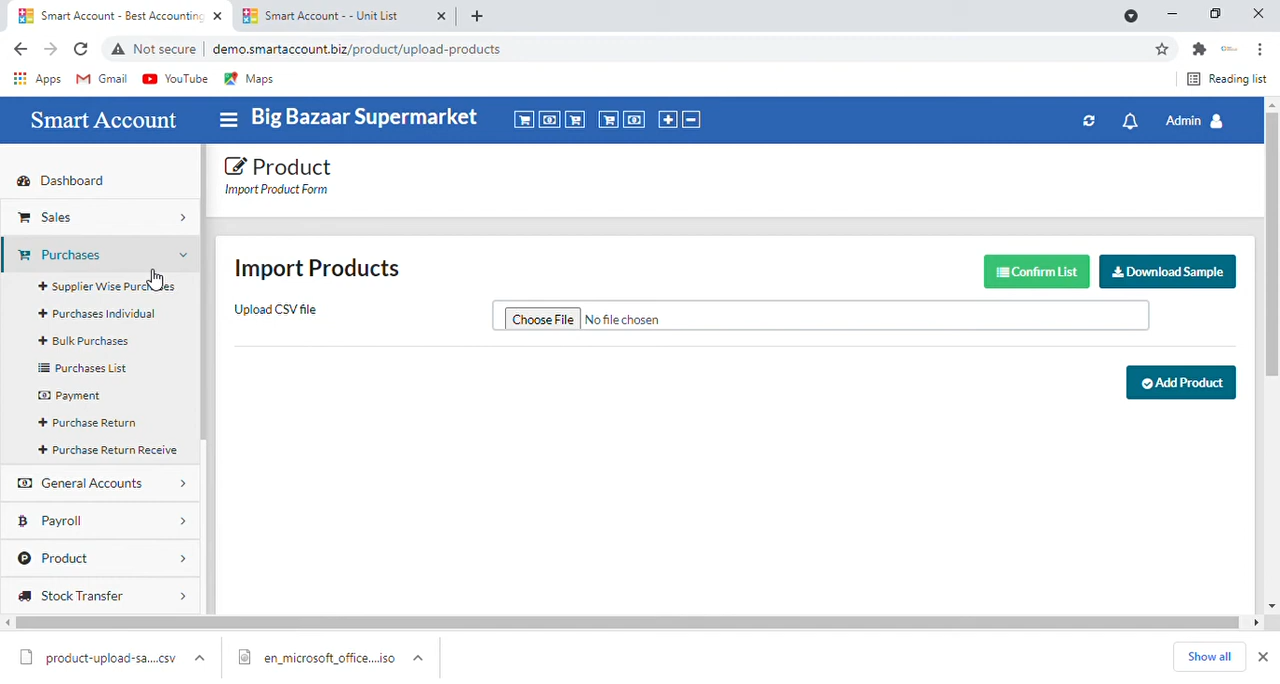 Smart Account - Best Accounting
Smart Account - - Unit List
Not secure
demo.smartaccount.biz/product/upload-products
Apps
Gmail
YouTube
Maps
Reading list
Smart Account
Big Bazaar Supermarket
Admin
Dashboard
Sales
Purchases
Supplier Wise Purchases
Purchases Individual
Bulk Purchases
Purchases List
Payment
Purchase Return
Purchase Return Receive
General Accounts
Payroll
Product
Stock Transfer
Product
Import Product Form
Import Products
Confirm List
Download Sample
Upload CSV file
Choose File
No file chosen
Add Product
product-upload-sa....csv
en_microsoft_office....iso
Show all